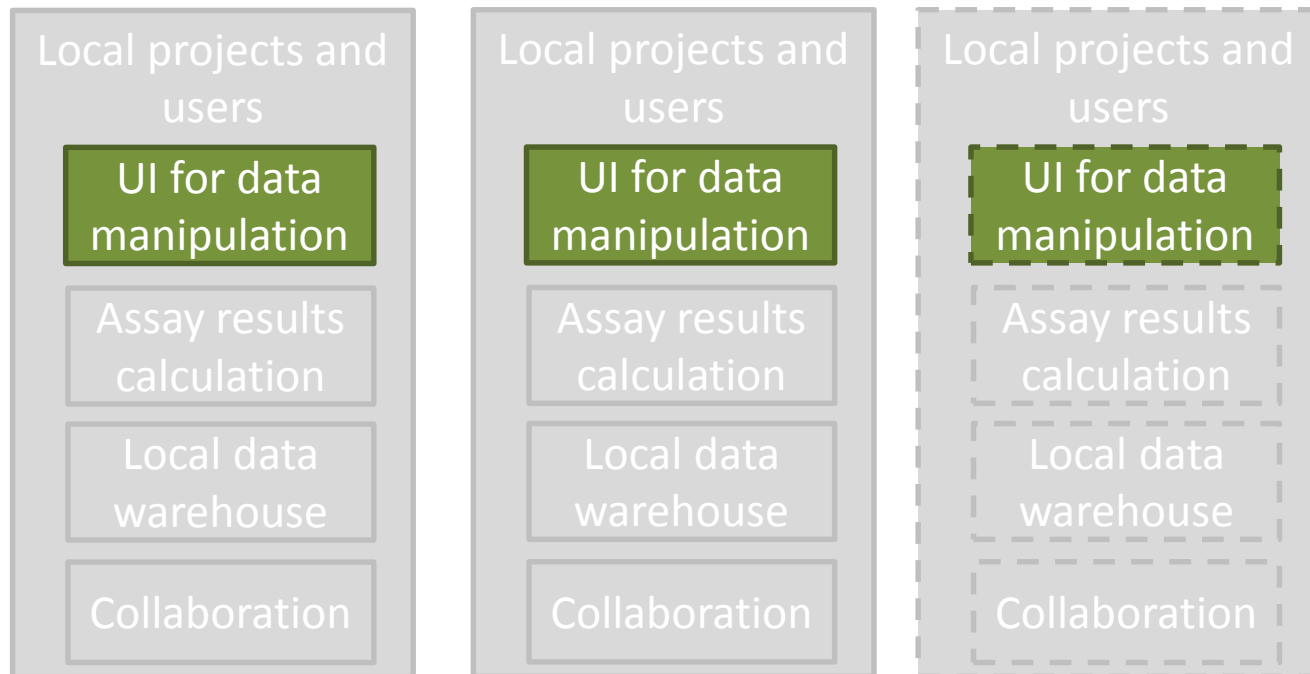 Local projects and
users
UI for data
manipulation
Assay results
calculation
Local data
warehouse
Collaboration
Local projects and
users
UI for data
manipulation
Assay results
calculation
Local data
warehouse
Collaboration
Local projects and
users
UI for data
manipulation
Assay results
calculation
Local data
warehouse
Collaboration